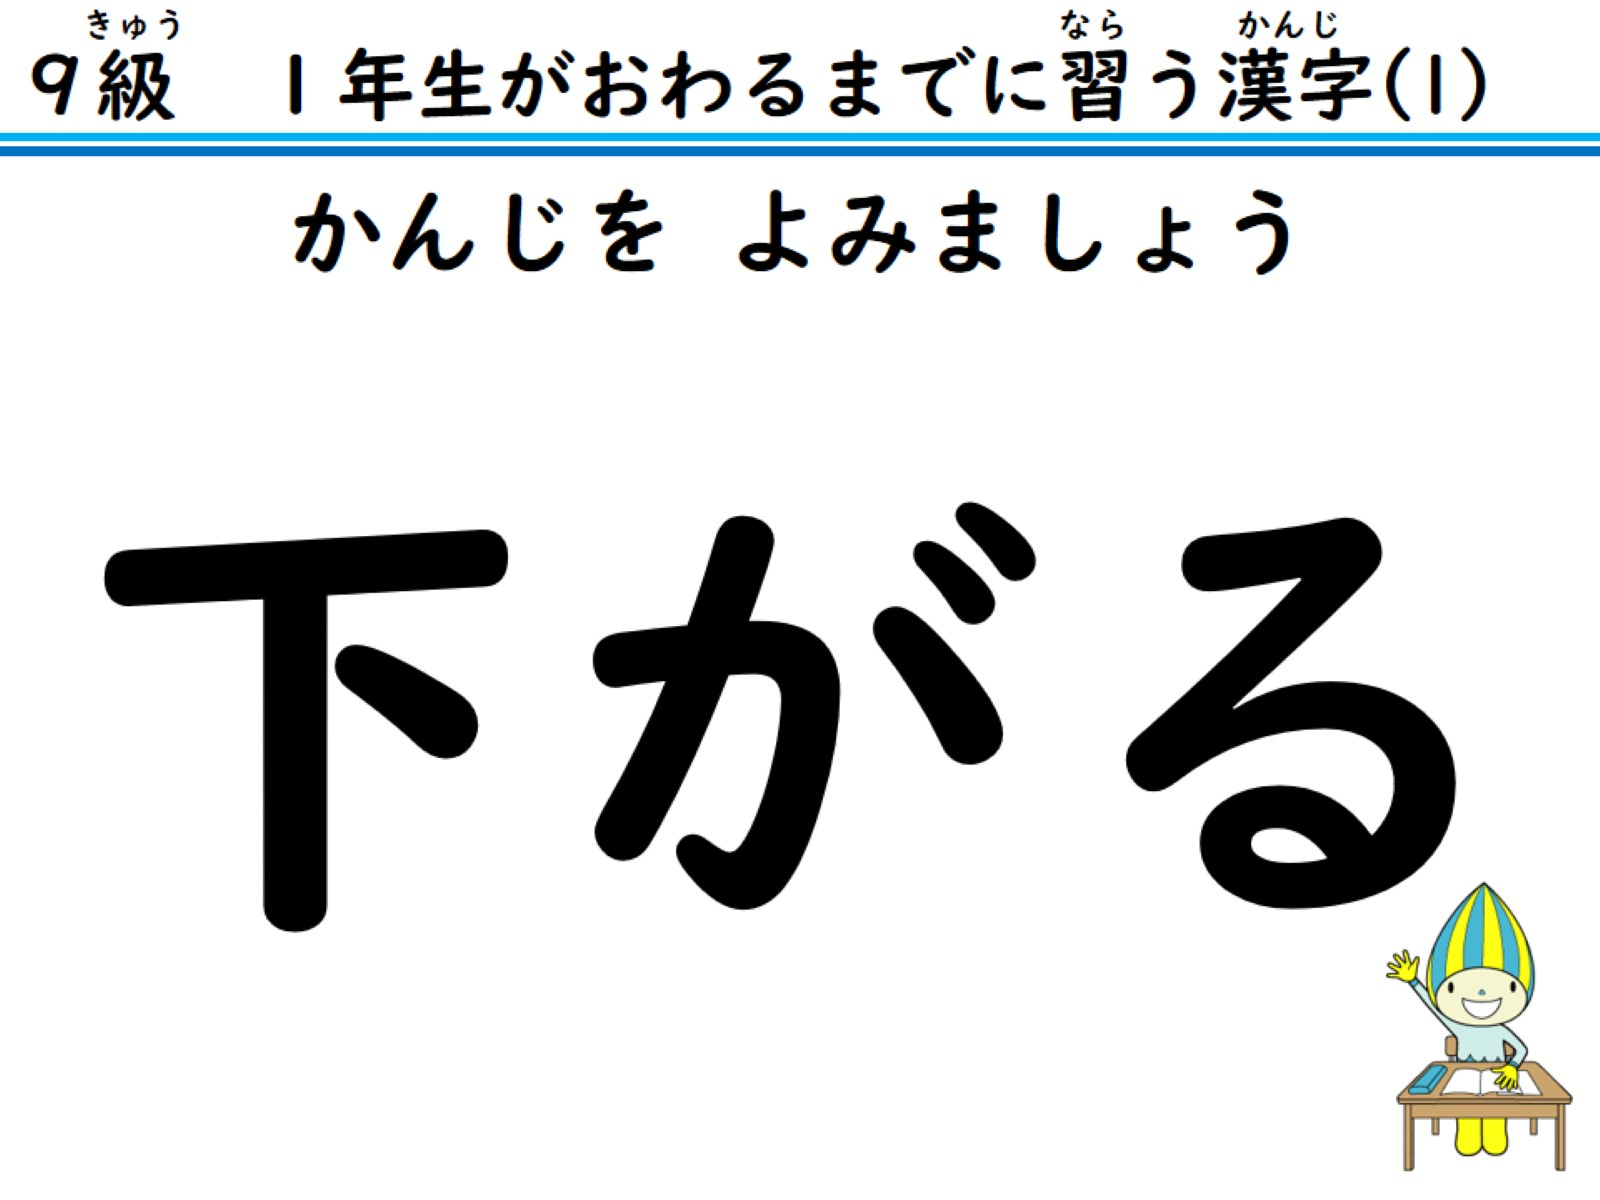 きゅう なら かんじ
9級 1年生がおわるまでに習う漢字(1)
かんじを よみましょう
下がる